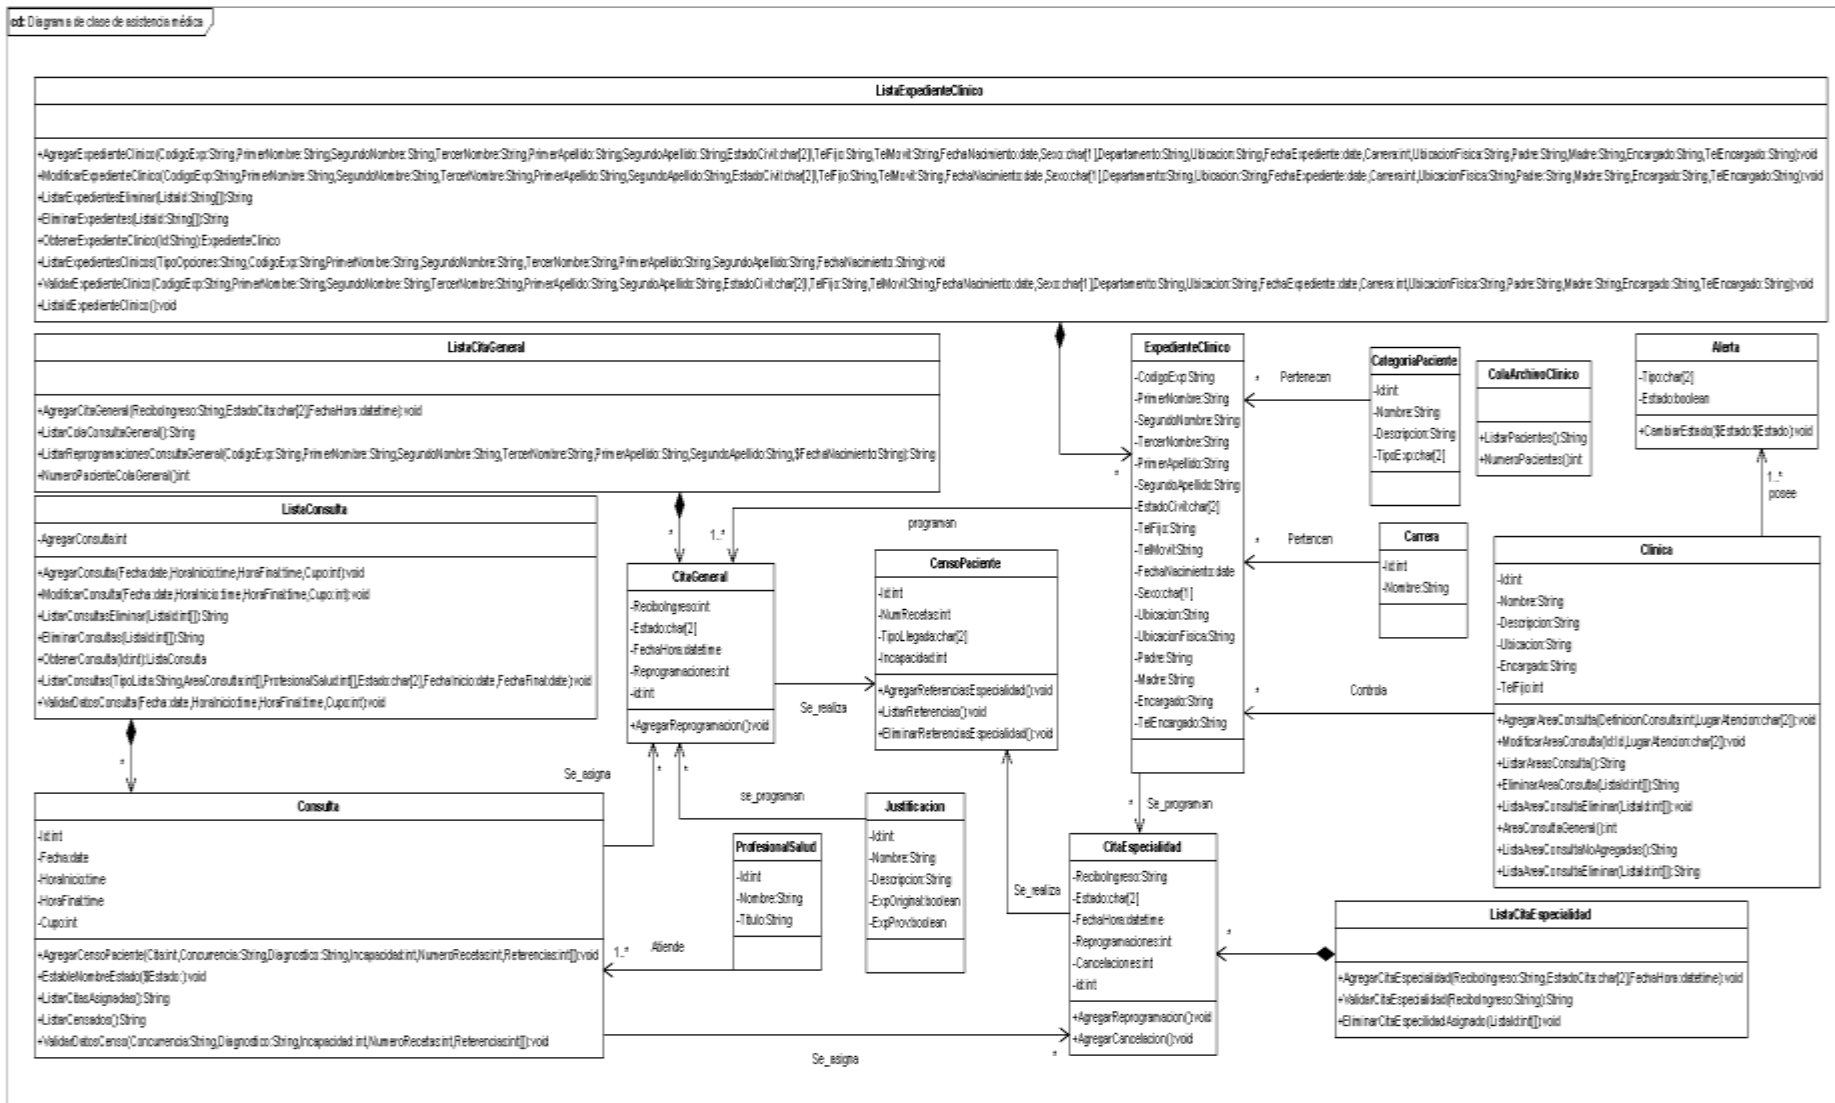 cd: Diagrama de clase de asistencia médica
ListaExpedienteClinico
+AgregarExpedienteClinico(CodigoExp:String,PrimerNombre:String,SegundoNombre:String,TercerNombre:String,PrimerApellido:String,SegundoApellido:String,EstadoCivil:char[2]),TelFijo:String,TelMovil:String,FechaNacimiento:date,Sexo:char[1],Departamento:String,Ubicacion:String,FechaExpediente:date,Carrera:int,UbicacionFisica:String,Padre:String,Madre:String,Encargado:String,TelEncargado:String):void
+ModificarExpedienteClinico(CodigoExp:String,PrimerNombre:String,SegundoNombre:String,TercerNombre:String,PrimerApellido:String,SegundoApellido:String,EstadoCivil:char[2]),TelFijo:String,TelMovil:String,FechaNacimiento:date,Sexo:char[1],Departamento:String,Ubicacion:String,FechaExpediente:date,Carrera:int,UbicacionFisica:String,Padre:String,Madre:String,Encargado:String,TelEncargado:String):void
+ListarExpedientesEliminar(ListaId:String[]):String
+EliminarExpedientes(ListaId:String[]):String
+ObtenerExpedienteClinico(Id:String):ExpedienteClinico
+ListarExpedientesClinicos(TipoOpciones:String,CodigoExp:String,PrimerNombre:String,SegundoNombre:String,TercerNombre:String,PrimerApellido:String,SegundoApellido:String,FechaNacimiento:String):void
+ValidarExpedienteClinico(CodigoExp:String,PrimerNombre:String,SegundoNombre:String,TercerNombre:String,PrimerApellido:String,SegundoApellido:String,EstadoCivil:char[2]),TelFijo:String,TelMovil:String,FechaNacimiento:date,Sexo:char[1],Departamento:String,Ubicacion:String,FechaExpediente:date,Carrera:int,UbicacionFisica:String,Padre:String,Madre:String,Encargado:String,TelEncargado:String):void
+ListaIdExpedienteClinico():void
ListaCitaGeneral
+AgregarCitaGeneral(ReciboIngreso:String,EstadoCita:char[2]FechaHora:datetime):void
+ListarColaConsultaGeneral():String
+ListarReprogramacionesConsultaGeneral(CodigoExp:String,PrimerNombre:String,SegundoNombre:String,TercerNombre:String,PrimerApellido:String,SegundoApellido:String,$FechaNacimiento:String):String
+NumeroPacienteColaGeneral():int
ListaConsulta
-AgregarConsulta:int
+AgregarConsulta(Fecha:date,HoraInicio:time,HoraFinal:time,Cupo:int):void
+ModificarConsulta(Fecha:date,HoraInicio:time,HoraFinal:time,Cupo:int):void
+ListarConsultasEliminar(ListaId:int[]):String
+EliminarConsultas(ListaId:int[]):String
+ObtenerConsulta(Id:int):ListaConsulta
+ListarConsultas(TipoLista:String,AreaConsulta:int[],ProfesionalSalud:int[],Estado:char[2],FechaInicio:date,FechaFinal:date):void
+ValidarDatosConsulta(Fecha:date,HoraInicio:time,HoraFinal:time,Cupo:int):void
Consulta
-Id:int
-Fecha:date
-HoraInicio:time
-HoraFinal:time
-Cupo:int
+AgregarCensoPaciente(Cita:int,Concurrencia:String,Diagnostico:String,Incapacidad:int,NumeroRecetas:int,Referencias:int[]):void
+EstableNombreEstado($Estado:):void
+ListarCitasAsignadas():String
+ListarCensados():String
+ValidarDatosCenso(Concurrencia:String,Diagnostico:String,Incapacidad:int,NumeroRecetas:int,Referencias:int[]):void
CitaGeneral
-ReciboIngreso:int
-Estado:char[2]
-FechaHora:datetime
-Reprogramaciones:int
-id:int
+AgregarReprogramacion():void
CensoPaciente
-Id:int
-NumRecetas:int
-TipoLlegada:char[2]
-Incapacidad:int
+AgregarReferenciasEspecialidad():void
+ListarReferencias():void
+EliminarReferenciasEspecialidad():void
ExpedienteClinico
-CodigoExp:String
-PrimerNombre:String
-SegundoNombre:String
-TercerNombre:String
-PrimerApellido:String
-SegundoApellido:String
-EstadoCivil:char[2]
-TelFijo:String
-TelMovil:String
-FechaNacimiento:date
-Sexo:char[1]
-Ubicacion:String
-UbicacionFisica:String
-Padre:String
-Madre:String
-Encargado:String
-TelEncargado:String
CategoriaPaciente
-Id:int
-Nombre:String
-Descripcion:String
-TipoExp:char[2]
ColaArchivoClinico
+ListarPacientes():String
+NumeroPacientes():int
Alerta
-Tipo:char[2]
-Estado:boolean
+CambiarEstado($Estado:$Estado):void
Carrera
-Id:int
-Nombre:String
Clinica
-Id:int
-Nombre:String
-Descripcion:String
-Ubicacion:String
-Encargado:String
-TelFijo:int
+AgregarAreaConsulta(DefinicionConsulta:int,LugarAtencion:char[2]):void
+ModificarAreaConsulta(Id:Id,LugarAtencion:char[2]):void
+ListarAreasConsulta():String
+EliminarAreaConsulta(ListaId:int[]):String
+ListaAreaConsultaEliminar(ListaId:int[]):void
+AreaConsultaGeneral():int
+ListaAreaConsultaNoAgregadas():String
+ListaAreaConsultaEliminar(ListaId:int[]):String
Justificacion
-Id:int
-Nombre:String
-Descripcion:String
-ExpOriginal:boolean
-ExpProv:boolean
ProfesionalSalud
-Id:int
-Nombre:String
-Titulo:String
CitaEspecialidad
-ReciboIngreso:String
-Estado:char[2]
-FechaHora:datetime
-Reprogramaciones:int
-Cancelaciones:int
-id:int
+AgregarReprogramacion():void
+AgregarCancelacion():void
ListaCitaEspecialidad
+AgregarCitaEspecialidad(ReciboIngreso:String,EstadoCita:char[2]FechaHora:datetime):void
+ValidarCitaEspecialidad(ReciboIngreso:String):String
+EliminarCitaEspecilidadAsignado(ListaId:int[]):void
*
Pertenecen
*
programan
1..*
*
*
Pertencen
1..*
posee
*
Controla
Se_realiza
Se_asigna
*
*
*
se_programan
*
Se_programan
Se_realiza
Atiende
1..*
*
Se_asigna
*